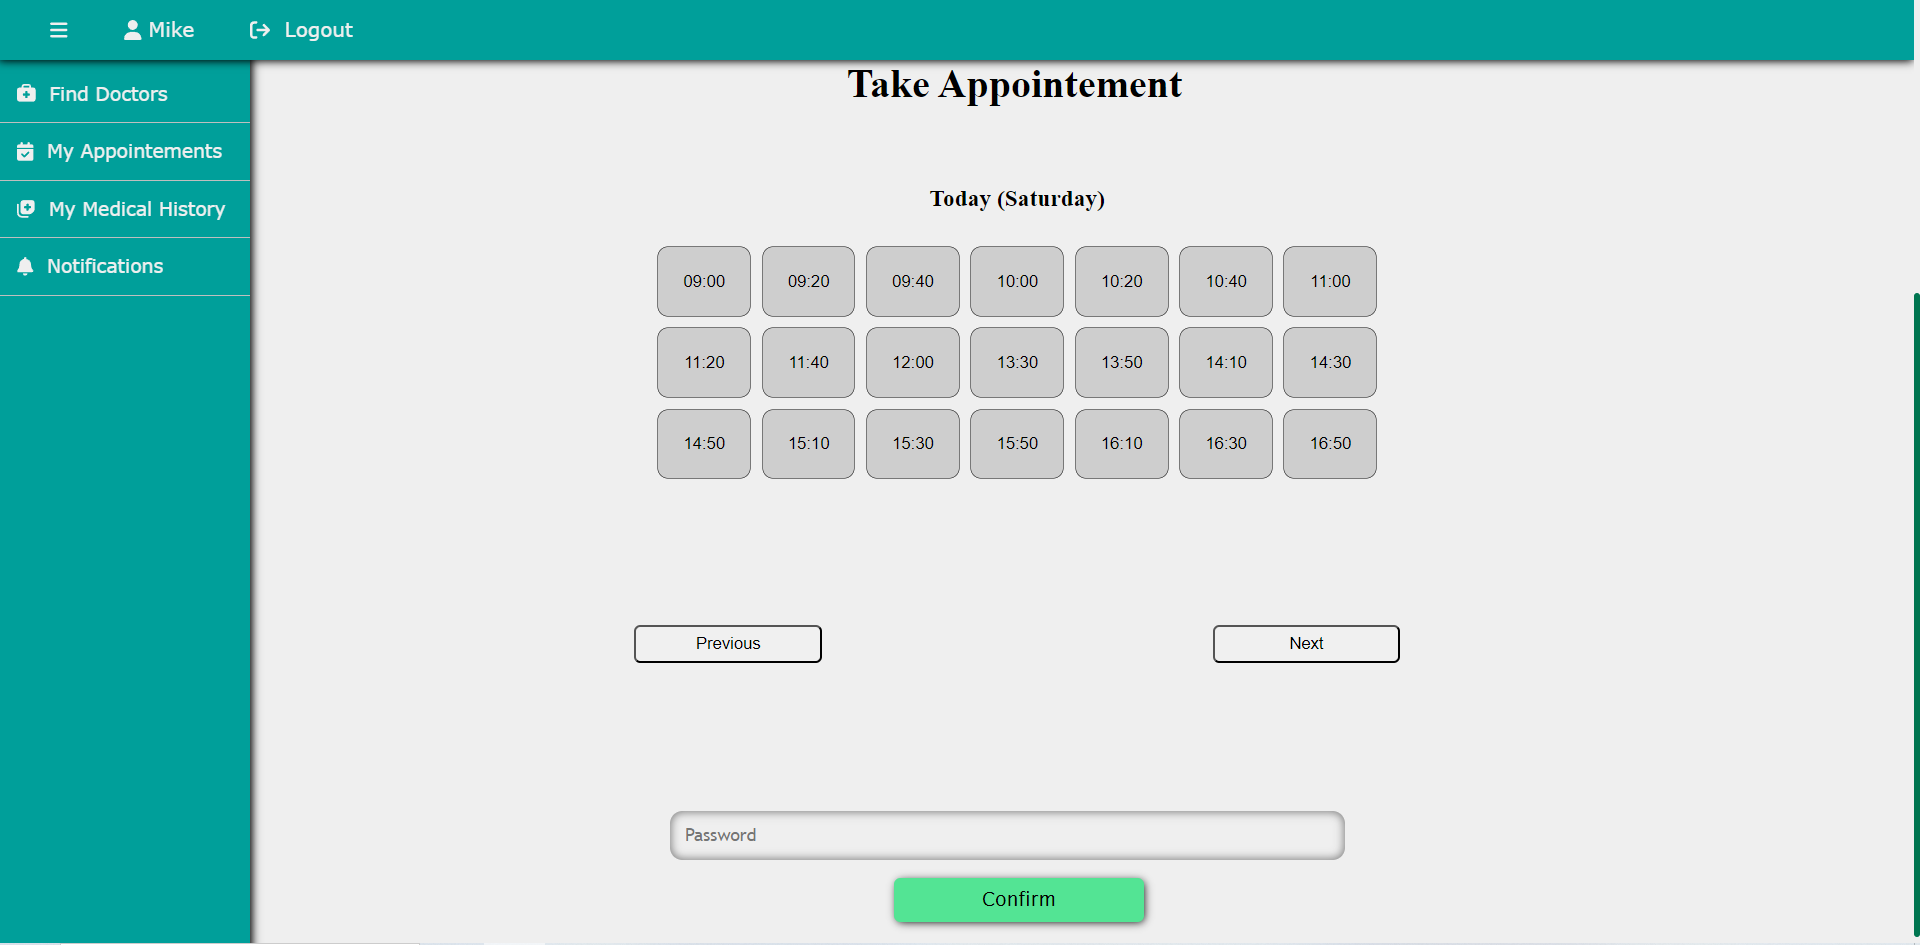 Mike Logout
Find Doctors
My Appointements
My Medical History
Notifications
Take Appointement
Today (Saturday)
09:00 09:20 09:40 10:00 10:20 10:40 11:00
11:20 11:40 12:00 13:30 13:50 14:10 14:30
14:50 15:10 15:30 15:50 16:10 16:30 16:50
Previous Next
Password
Confirm